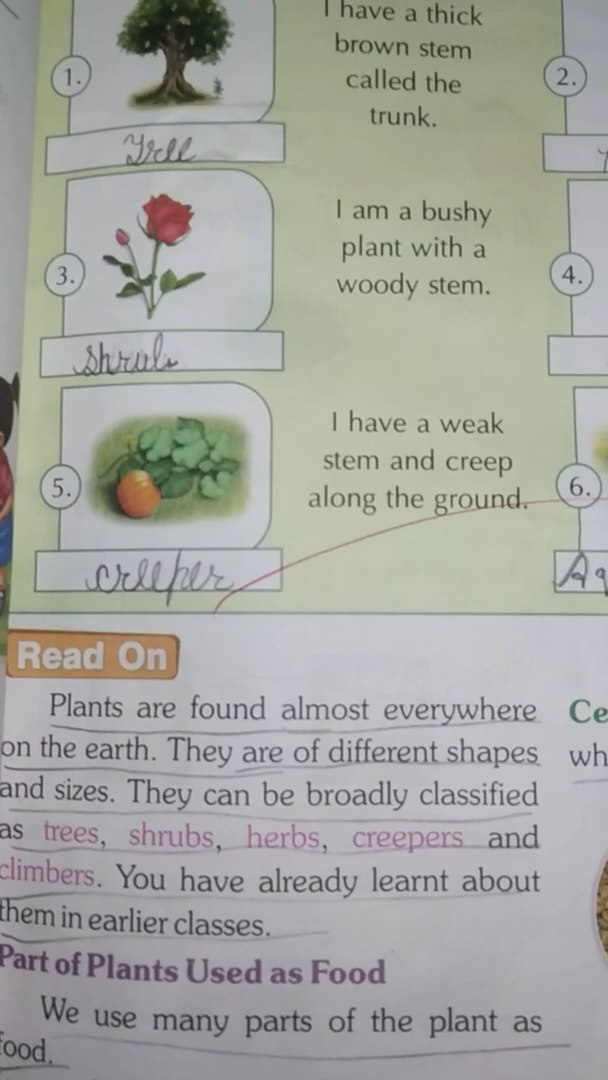 1.
I have a thick
brown stem
called the
trunk.
2.
Tree
3.
I am a bushy
plant with a
woody stem.
4.
shrub
5.
I have a weak
stem and creep
along the ground.
6.
creeper
Read On
Plants are found almost everywhere
on the earth. They are of different shapes
and sizes. They can be broadly classified
as trees, shrubs, herbs, creepers and
climbers. You have already learnt about
them in earlier classes.
Part of Plants Used as Food
We use many parts of the plant as
food.